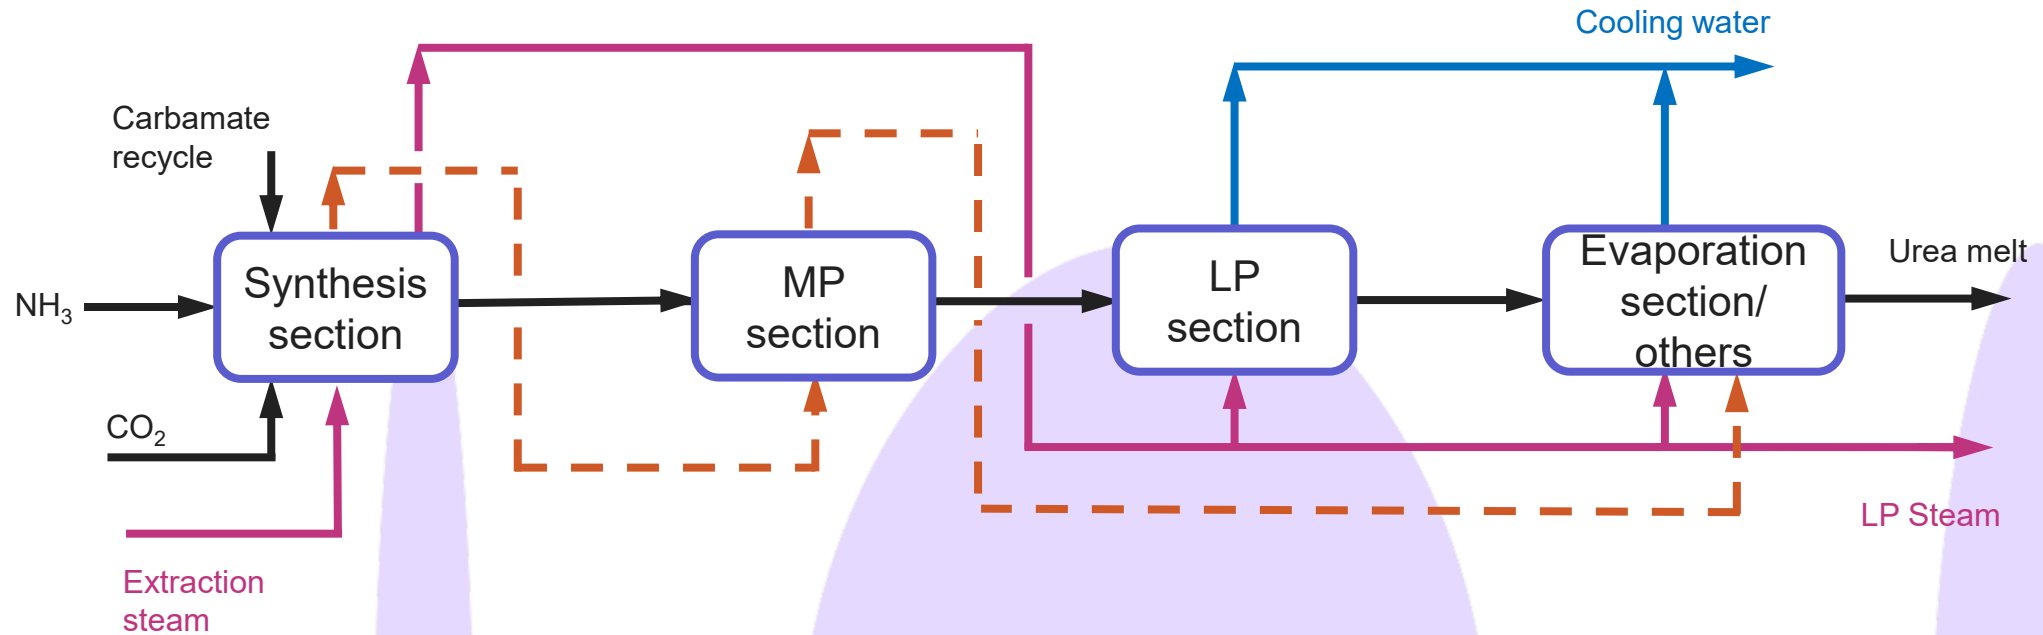 Cooling water
Carbamate
recycle
Synthesis
section
MP
section
LP
section
Evaporation
section/
others
Urea melt
NH₃
CO₂
LP Steam
Extraction
steam